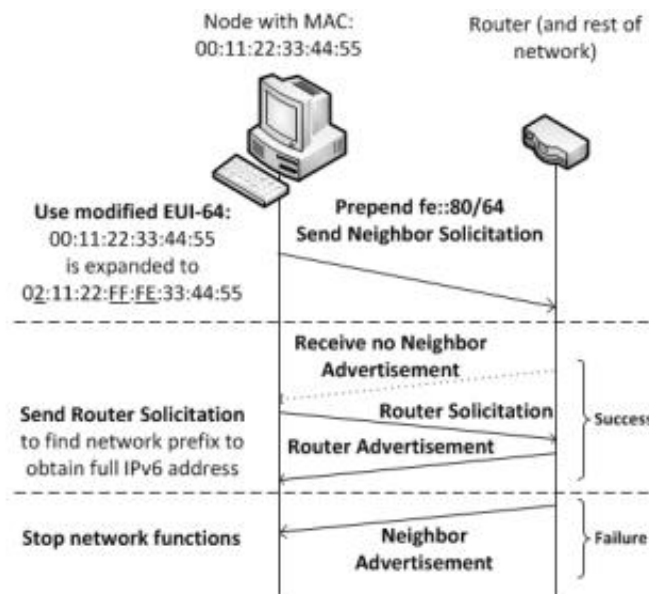 Node with MAC:
00:11:22:33:44:55
Router (and rest of
network)
Use modified EUI-64:
00:11:22:33:44:55
is expanded to
02:11:22:FF:FE:33:44:55
Prepend fe::80/64
Send Neighbor Solicitation
Receive no Neighbor
Advertisement
Send Router Solicitation
to find network prefix to
obtain full IPv6 address
Router Solicitation
Router Advertisement
Success
Stop network functions
Neighbor
Advertisement
Failure